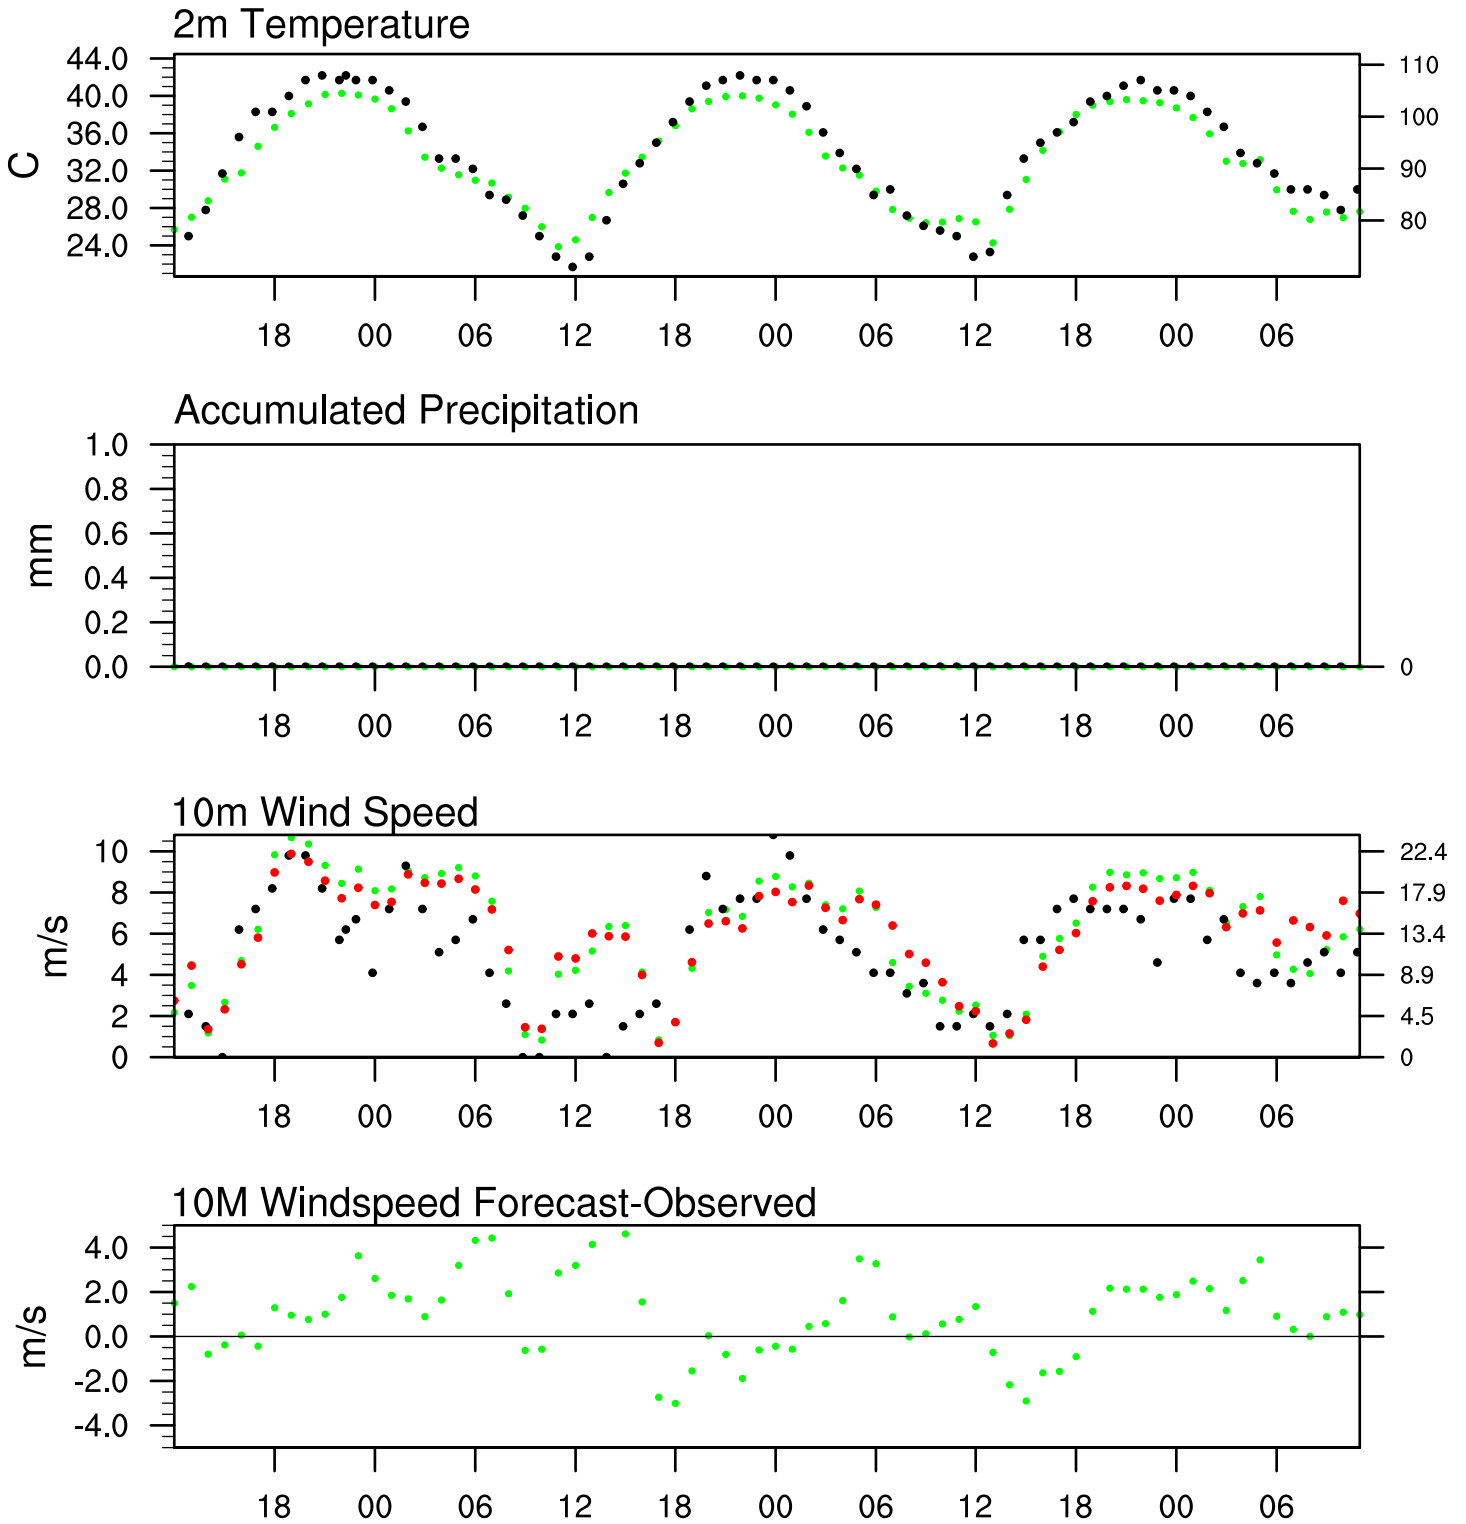 2m Temperature
44.0
40.0
36.0
32.0
28.0
24.0
C
110
100
90
80
18 00 06 12 18 00 06 12 18 00 06
Accumulated Precipitation
1.0
0.8
0.6
0.4
0.2
0.0
mm
0
18 00 06 12 18 00 06 12 18 00 06
10m Wind Speed
10
8
6
4
2
0
m/s
22.4
17.9
13.4
8.9
4.5
0
18 00 06 12 18 00 06 12 18 00 06
10M Windspeed Forecast-Observed
4.0
2.0
0.0
-2.0
-4.0
m/s
18 00 06 12 18 00 06 12 18 00 06